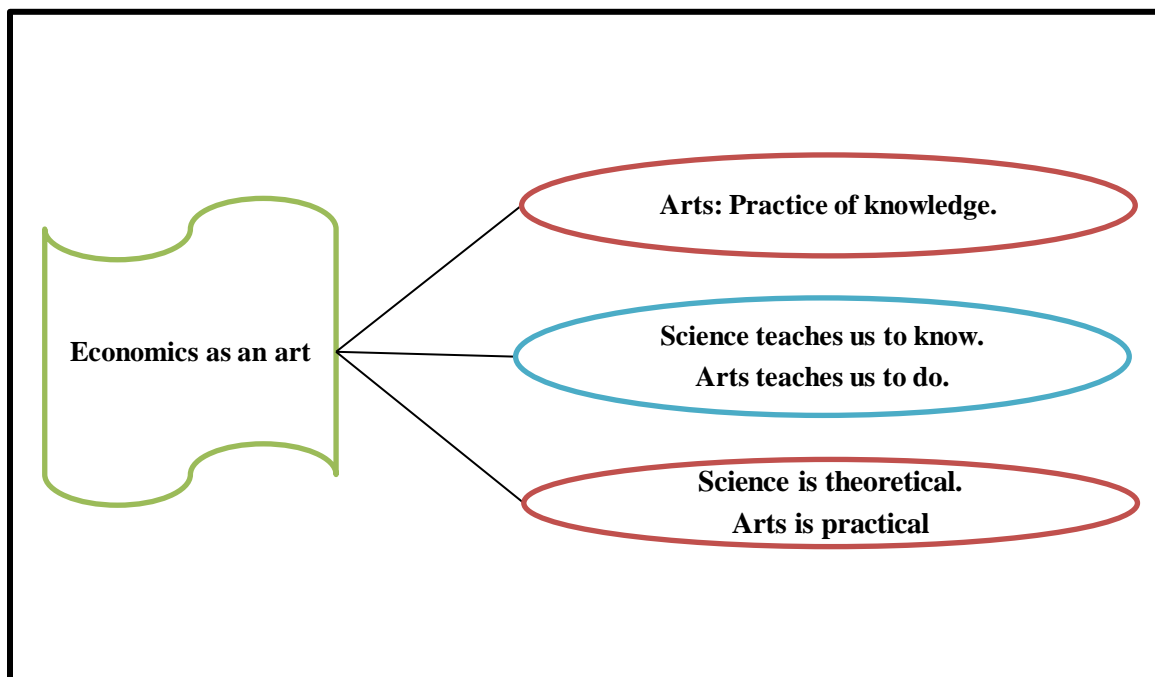 Economics as an art
Arts: Practice of knowledge.
Science teaches us to know.
Arts teaches us to do.
Science is theoretical.
Arts is practical